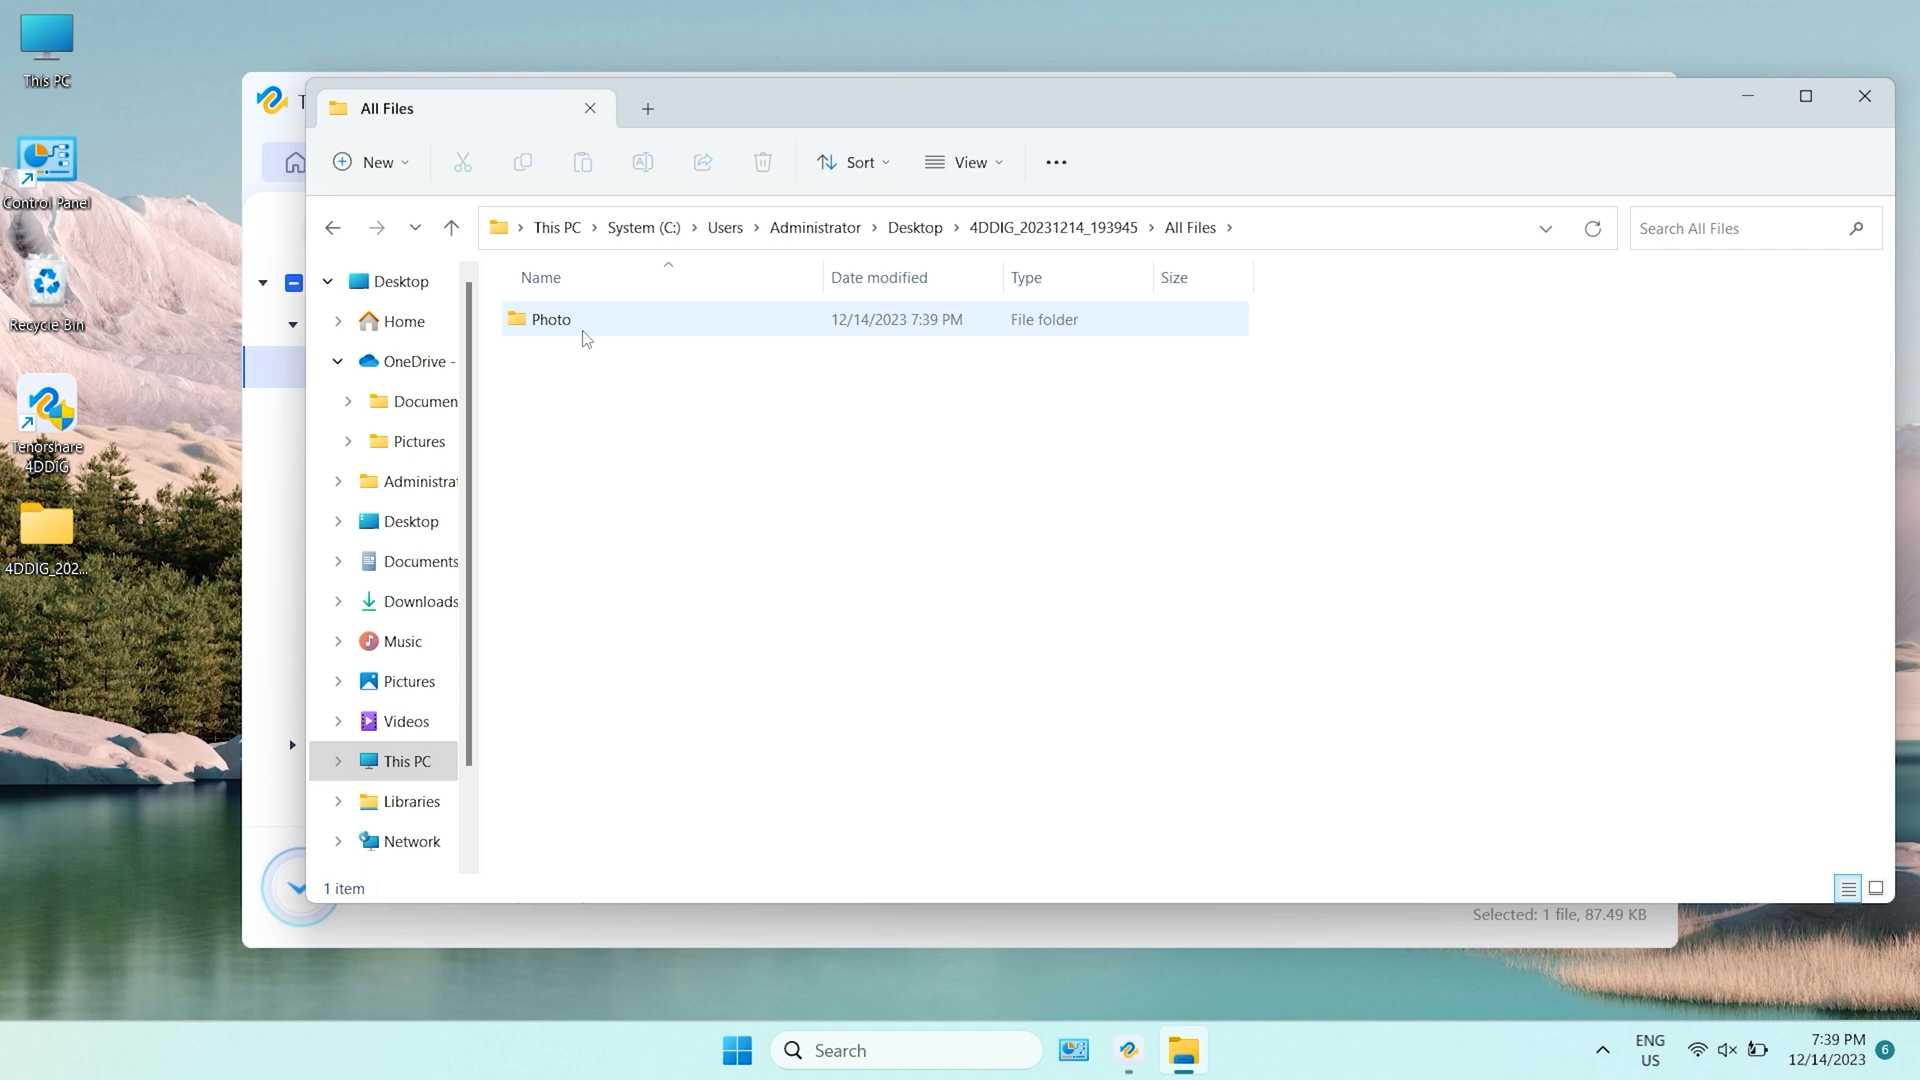 This PC
Control Panel
Recycle Bin
Tenorshare
4DDIG
4DDIG_202...
T
All Files
New
Sort
View
This PC
System (C:)
Users
Administrator
Desktop
4DDIG_20231214_193945
All Files
Search All Files
Desktop
Home
OneDrive -
Documen
Pictures
Administrat
Desktop
Documents
Downloads
Music
Pictures
Videos
This PC
Libraries
Network
Name
Date modified
Type
Size
Photo
12/14/2023 7:39 PM
File folder
1 item
Selected: 1 file, 87.49 KB
Search
ENG
US
7:39 PM
12/14/2023
6